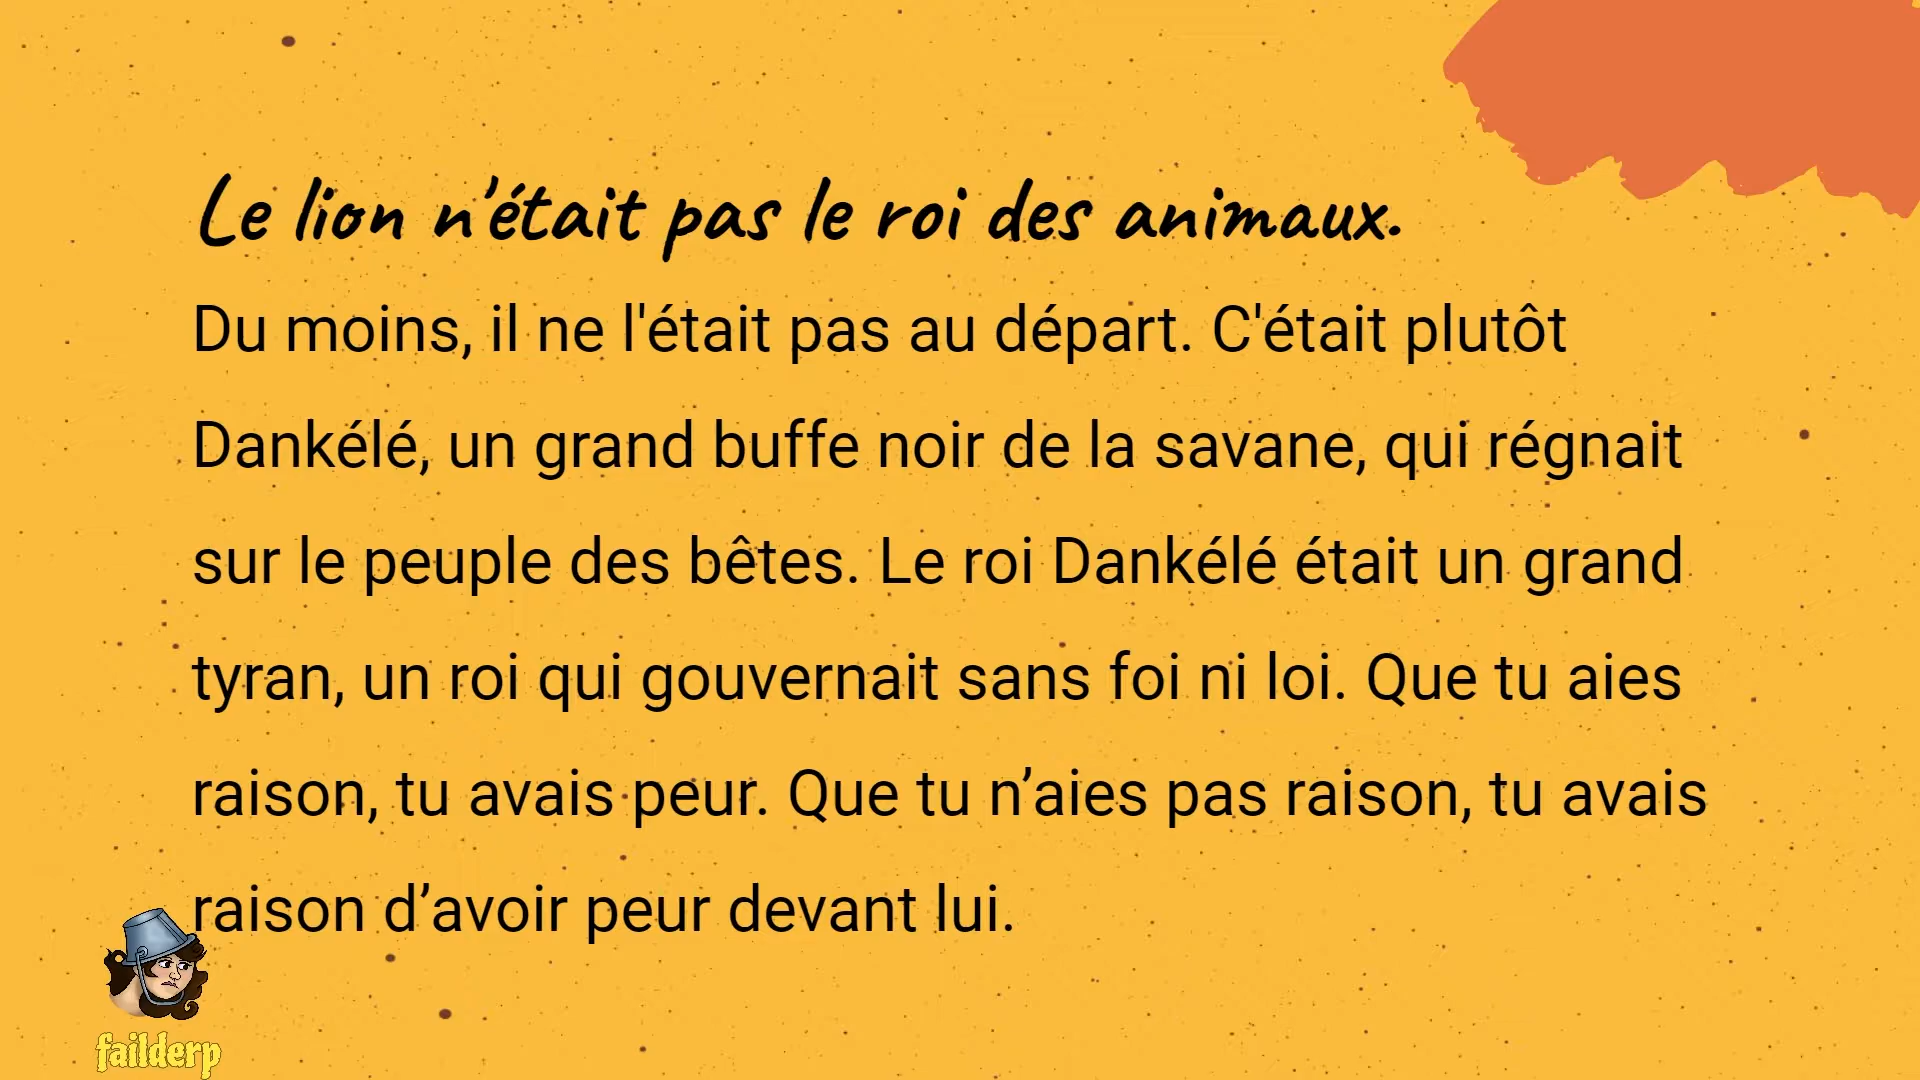 Le lion n'était pas le roi des animaux.
Du moins, il ne l'était pas au départ. C'était plutôt
Dankélé, un grand buffe noir de la savane, qui régnait
sur le peuple des bêtes. Le roi Dankélé était un grand
tyran, un roi qui gouvernait sans foi ni loi. Que tu aies
raison, tu avais peur. Que tu n’aies pas raison, tu avais
raison d’avoir peur devant lui.
failderp